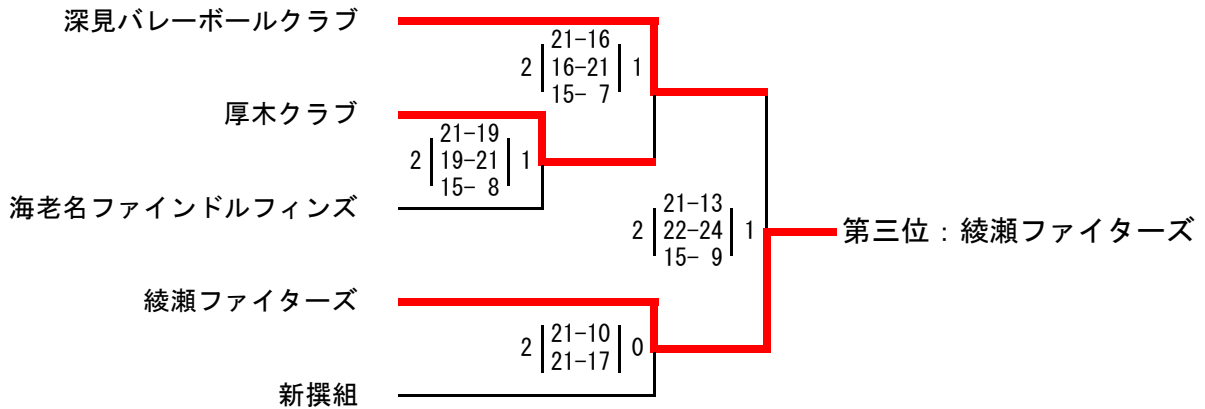 深見バレーボールクラブ
21-16
2 16-21 1
15- 7
厚木クラブ
21-19
2 19-21 1
15- 8
海老名ファインドルフィンズ
21-13
2 22-24 1
15- 9
第三位：綾瀬ファイターズ
綾瀬ファイターズ
2 21-10 0
21-17
新撰組